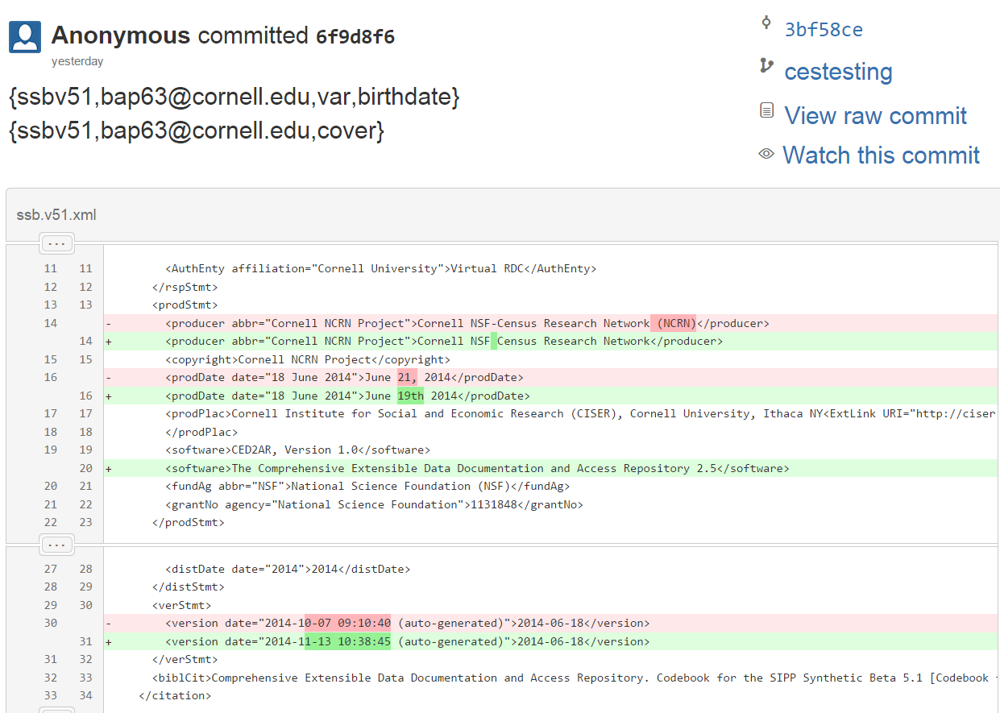 Anonymous committed 6f9d8f6
yesterday
{ssbv51,bap63@cornell.edu,var,birthdate}
{ssbv51,bap63@cornell.edu,cover}
3bf58ce
cestesting
View raw commit
Watch this commit
ssb.v51.xml
...
11 11 <AuthEnty affiliation="Cornell University">Virtual RDC</AuthEnty>
12 12 </rspStmt>
13 13 <prodStmt>
14 - <producer abbr="Cornell NCRN Project">Cornell NSF-Census Research Network (NCRN)</producer>
14 + <producer abbr="Cornell NCRN Project">Cornell NSF Census Research Network</producer>
15 15 <copyright>Cornell NCRN Project</copyright>
16 - <prodDate date="18 June 2014">June 21, 2014</prodDate>
16 + <prodDate date="18 June 2014">June 19th 2014</prodDate>
17 17 <prodPlac>Cornell Institute for Social and Economic Research (CISER), Cornell University, Ithaca NY<ExtLink URI="http://ciser
18 18 </prodPlac>
19 19 <software>CED2AR, Version 1.0</software>
20 + <software>The Comprehensive Extensible Data Documentation and Access Repository 2.5</software>
20 21 <fundAg abbr="NSF">National Science Foundation (NSF)</fundAg>
21 22 <grantNo agency="National Science Foundation">1131848</grantNo>
22 23 </prodStmt>
...
27 28 <distDate date="2014">2014</distDate>
28 29 </distStmt>
29 30 <verStmt>
30 - <version date="2014-10-07 09:10:40 (auto-generated)">2014-06-18</version>
31 + <version date="2014-11-13 10:38:45 (auto-generated)">2014-06-18</version>
31 32 </verStmt>
32 33 <biblCit>Comprehensive Extensible Data Documentation and Access Repository. Codebook for the SIPP Synthetic Beta 5.1 [Codebook
33 34 </citation>